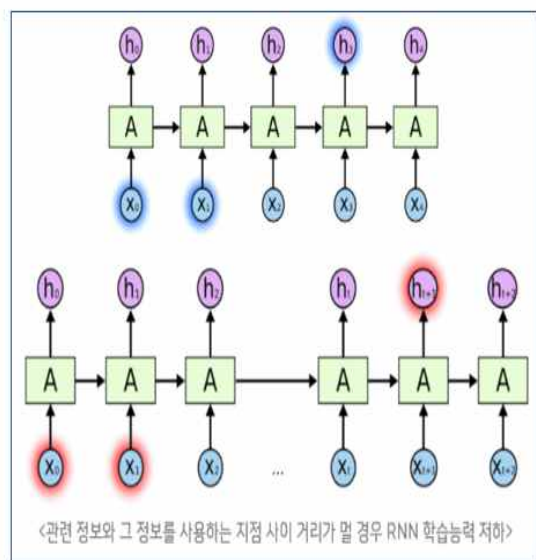 h₀ h₁ h₂ h₃ h₄
A A A A A
x₀ x₁ x₂ x₃ x₄
h₀ h₁ h₂ hₜ hₜ₊₁ hₜ₊₂
A A A A A A
x₀ x₁ x₂ ... xₜ xₜ₊₁ xₜ₊₂
<관련 정보와 그 정보를 사용하는 지점 사이 거리가 멀 경우 RNN 학습능력 저하>